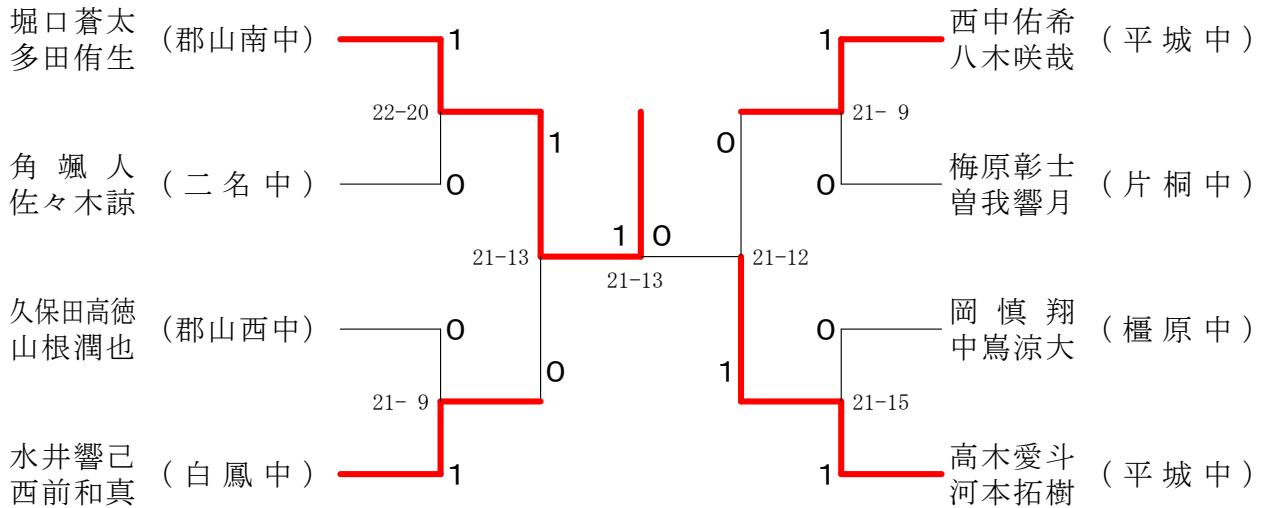 堀口蒼太
多田侑生
(郡山南中)
1
22-20
角 颯 人
佐々木諒
(二名中)
0
1
21-13
久保田高徳
山根潤也
(郡山西中)
0
0
21- 9
水井響己
西前和真
(白鳳中)
1
1 0
21-13
西中佑希
八木咲哉
(平城中)
1
21- 9
梅原彰士
曽我響月
(片桐中)
0
0
21-12
岡 慎 翔
中嶌涼大
(橿原中)
0
1
21-15
高木愛斗
河本拓樹
(平城中)
1